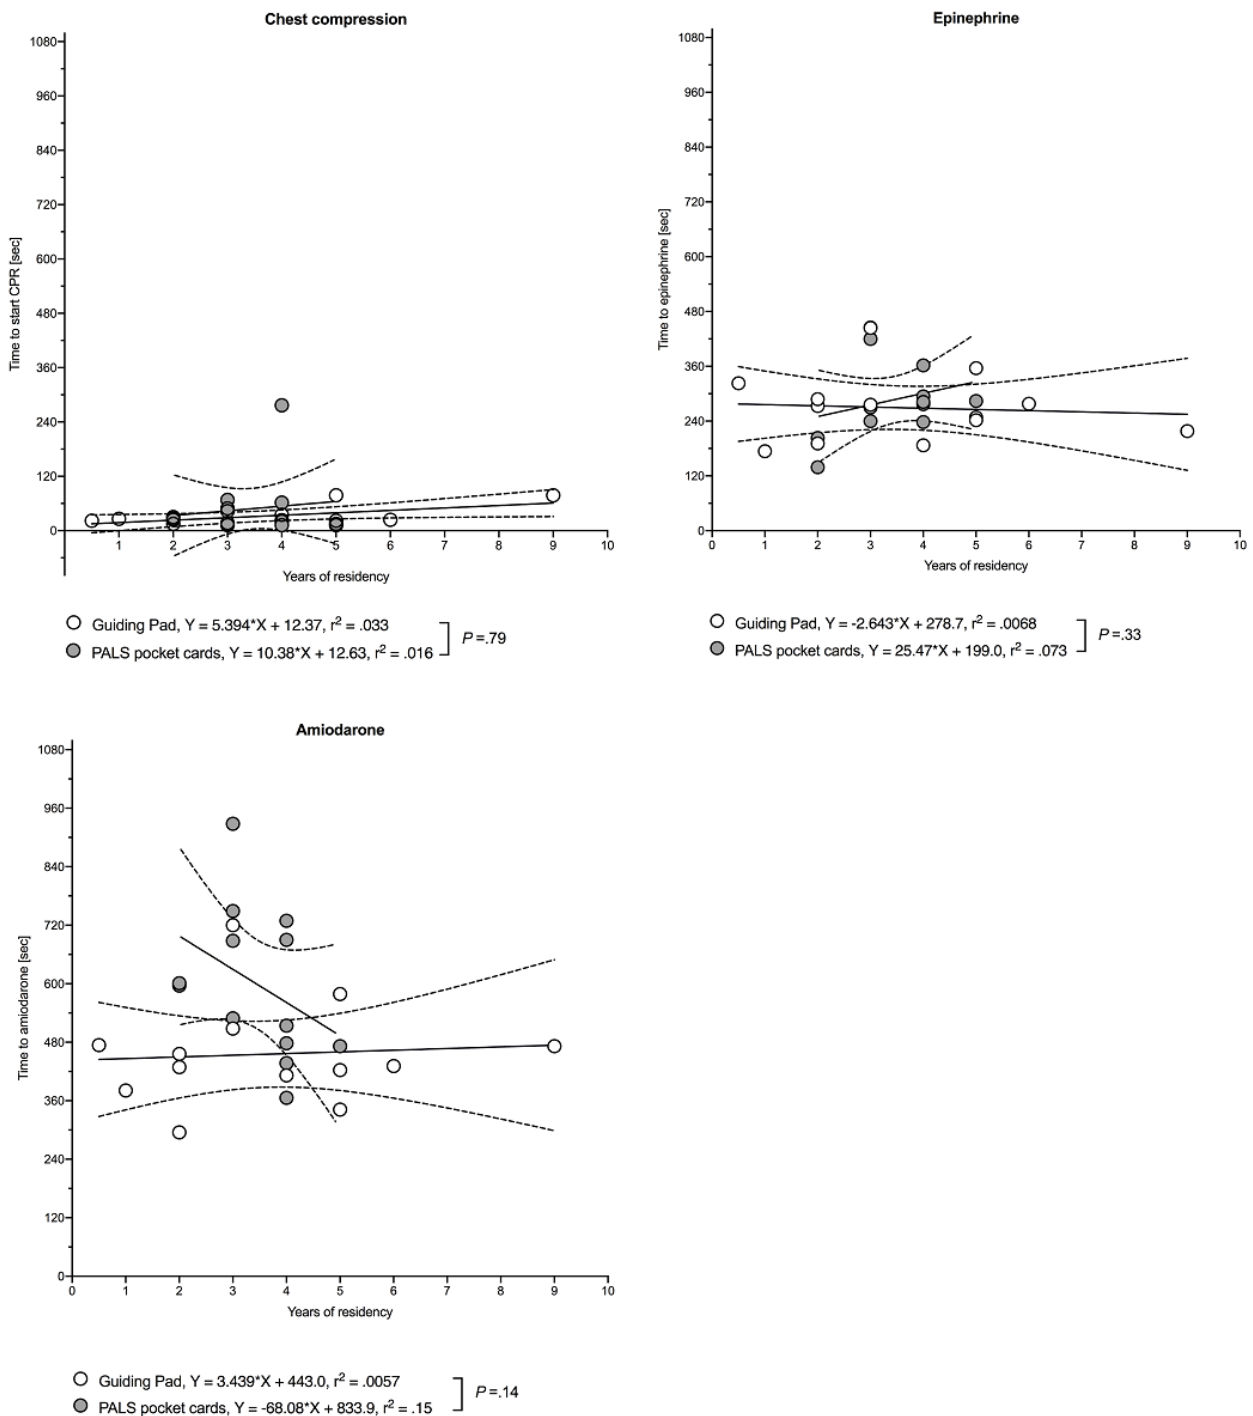 Chest compression
1080
960
840
720
600
480
360
240
120
0
Time to start CPR [sec]
1 2 3 4 5 6 7 8 9 10
Years of residency
Guiding Pad, Y = 5.394*X + 12.37, r² = .033
PALS pocket cards, Y = 10.38*X + 12.63, r² = .016
P=.79
Epinephrine
1080
960
840
720
600
480
360
240
120
0
Time to epinephrine [sec]
0 1 2 3 4 5 6 7 8 9 10
Years of residency
Guiding Pad, Y = -2.643*X + 278.7, r² = .0068
PALS pocket cards, Y = 25.47*X + 199.0, r² = .073
P=.33
Amiodarone
1080
960
840
720
600
480
360
240
120
0
Time to amiodarone [sec]
0 1 2 3 4 5 6 7 8 9 10
Years of residency
Guiding Pad, Y = 3.439*X + 443.0, r² = .0057
PALS pocket cards, Y = -68.08*X + 833.9, r² = .15
P=.14